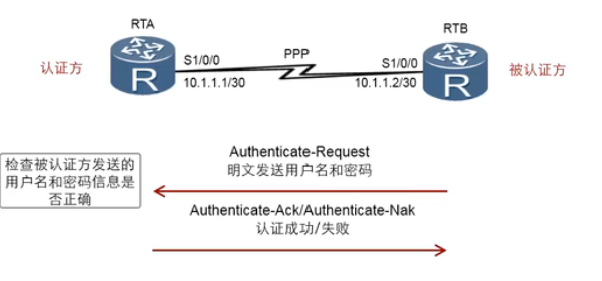 RTA
RTB
认证方
S1/0/0
PPP
S1/0/0
被认证方
R
R
10.1.1.1/30
10.1.1.2/30
Authenticate-Request
明文发送用户名和密码
检查被认证方发送的
用户名和密码信息是
否正确
Authenticate-Ack/Authenticate-Nak
认证成功/失败